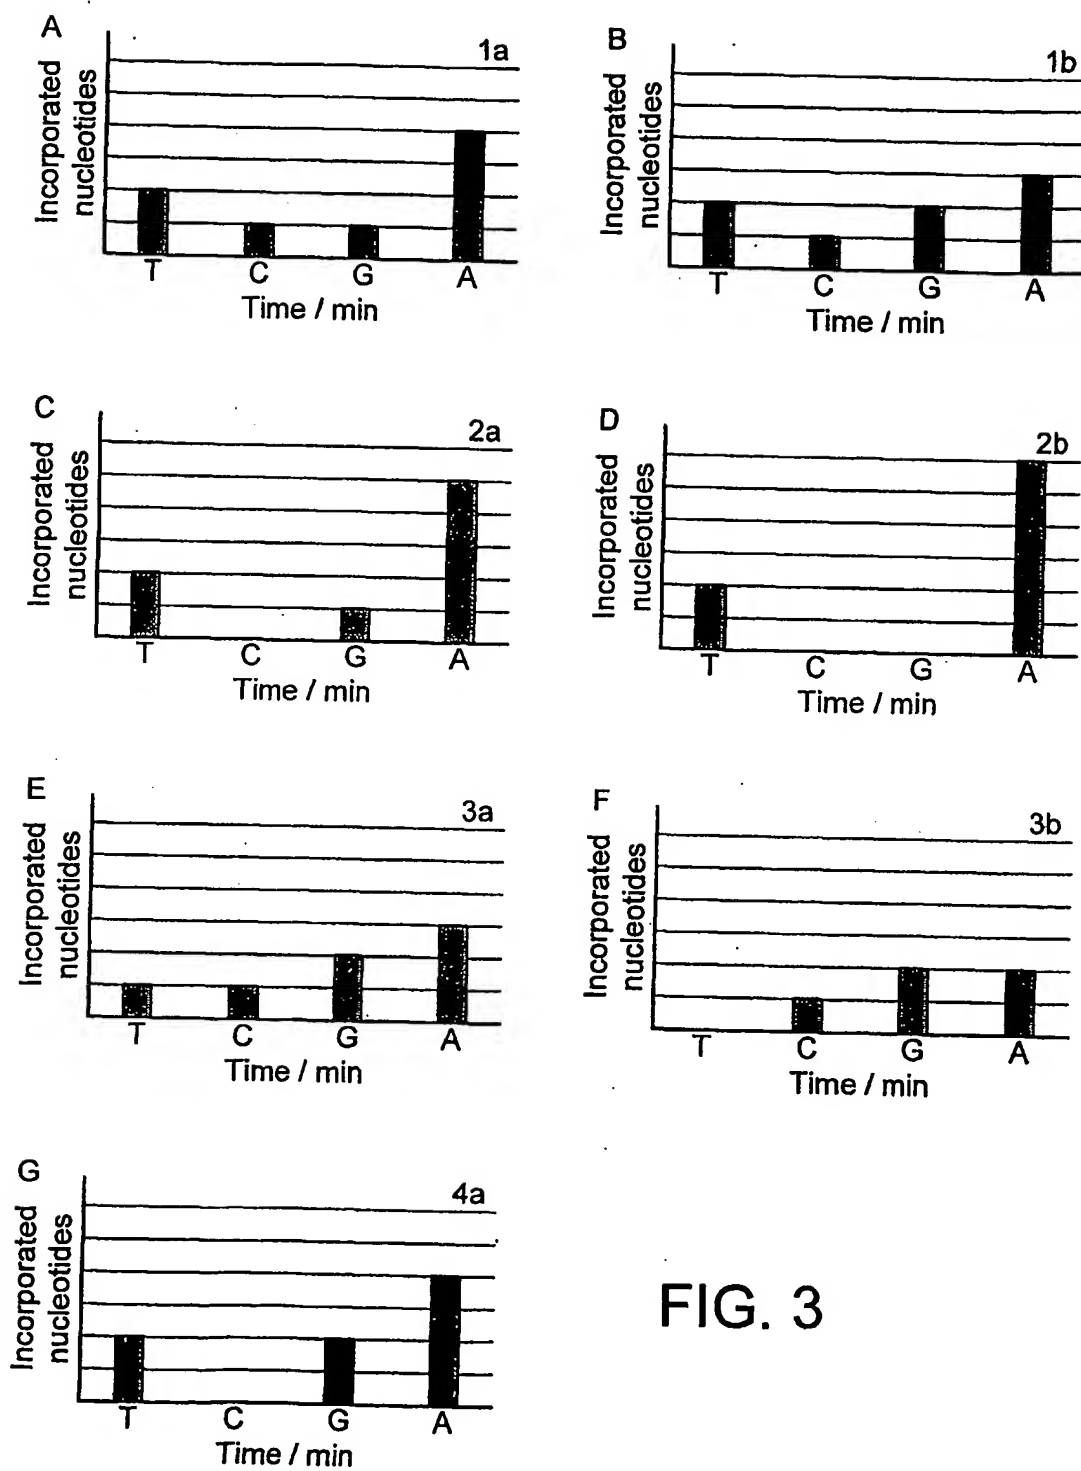 A
1a
Incorporated
nucleotides
T C G A
Time / min
B
1b
Incorporated
nucleotides
T C G A
Time / min
C
2a
Incorporated
nucleotides
T C G A
Time / min
D
2b
Incorporated
nucleotides
T C G A
Time / min
E
3a
Incorporated
nucleotides
T C G A
Time / min
F
3b
Incorporated
nucleotides
T C G A
Time / min
G
4a
Incorporated
nucleotides
T C G A
Time / min
FIG. 3